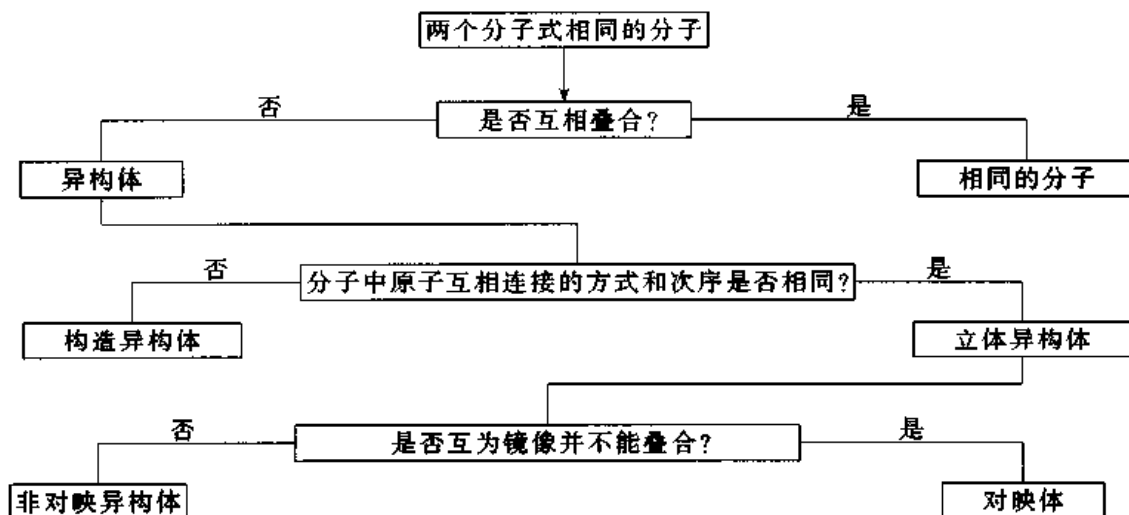 两个分子式相同的分子
否
是否互相叠合?
是
异构体
相同的分子
否
分子中原子互相连接的方式和次序是否相同?
是
构造异构体
立体异构体
否
是否互为镜像并不能叠合?
是
非对映异构体
对映体